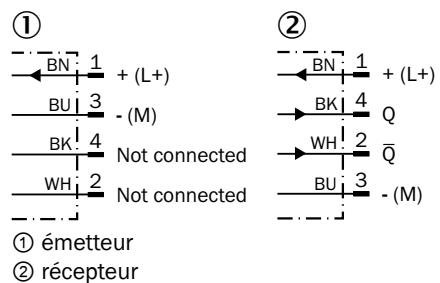 ①
BN 1 + (L+)
BU 3 - (M)
BK 4 Not connected
WH 2 Not connected
②
BN 1 + (L+)
BK 4 Q
WH 2 Q̅
BU 3 - (M)
① émetteur
② récepteur